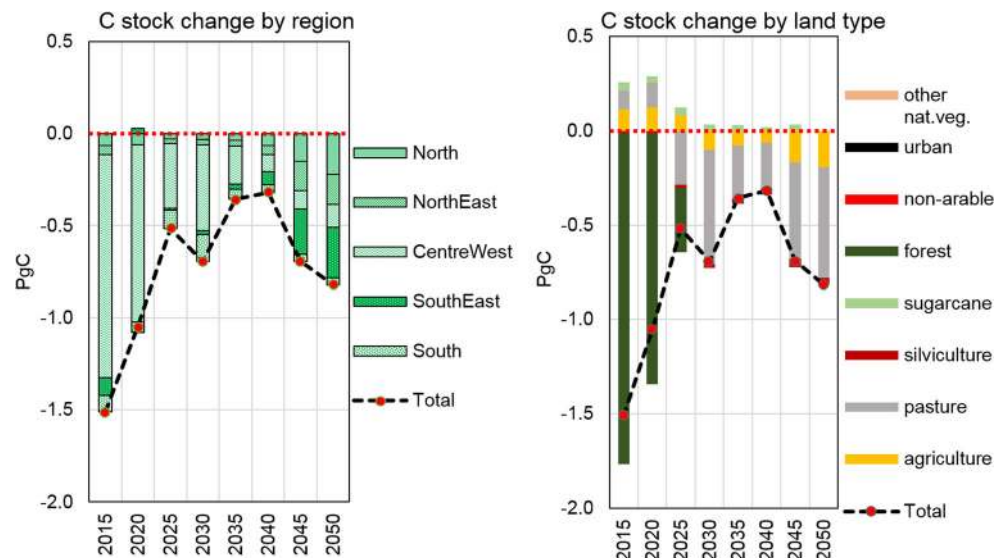 C stock change by region
0.5
0.0
-0.5
-1.0
-1.5
-2.0
PgC
2015
2020
2025
2030
2035
2040
2045
2050
North
NorthEast
CentreWest
SouthEast
South
Total
C stock change by land type
0.5
0.0
-0.5
-1.0
-1.5
-2.0
PgC
2015
2020
2025
2030
2035
2040
2045
2050
other
nat.veg.
urban
non-arable
forest
sugarcane
silviculture
pasture
agriculture
Total